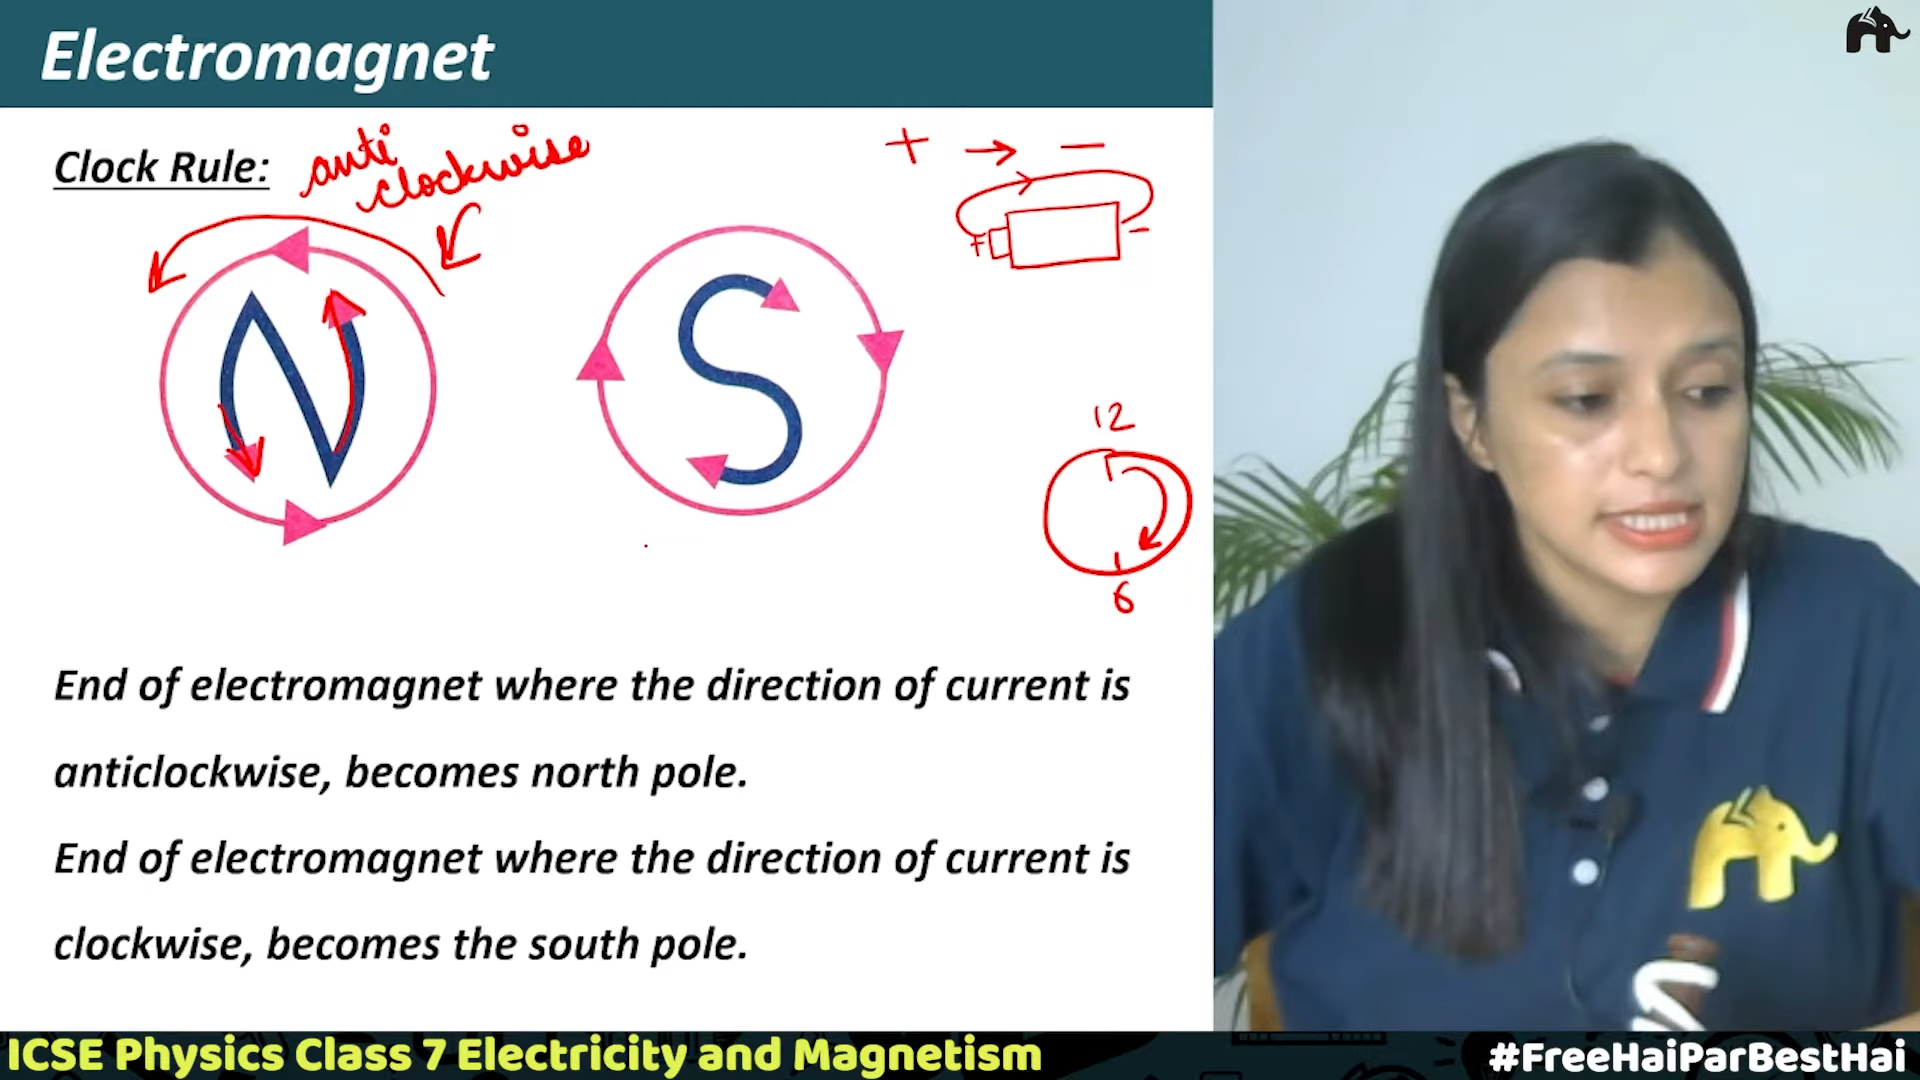 Electromagnet
Clock Rule:
anti
clockwise
+ → -
+ -
N
S
12
6
End of electromagnet where the direction of current is
anticlockwise, becomes north pole.
End of electromagnet where the direction of current is
clockwise, becomes the south pole.
ICSE Physics Class 7 Electricity and Magnetism
#FreeHaiParBestHai